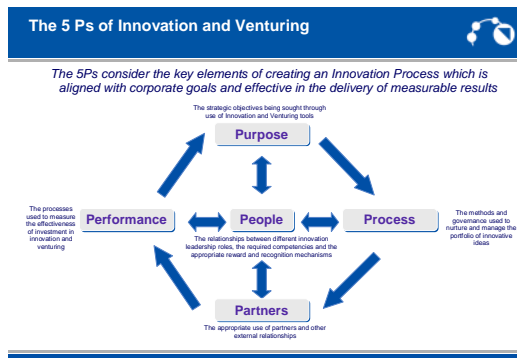 The 5 Ps of Innovation and Venturing
The 5Ps consider the key elements of creating an Innovation Process which is
aligned with corporate goals and effective in the delivery of measurable results
The strategic objectives being sought through
use of Innovation and Venturing tools
Purpose
The processes
used to measure
the effectiveness
of investment in
innovation and
venturing
Performance
People
Process
The methods and
governance used to
nurture and manage the
portfolio of innovative
ideas
The relationships between different innovation
leadership roles, the required competencies and the
appropriate reward and recognition mechanisms
Partners
The appropriate use of partners and other
external relationships